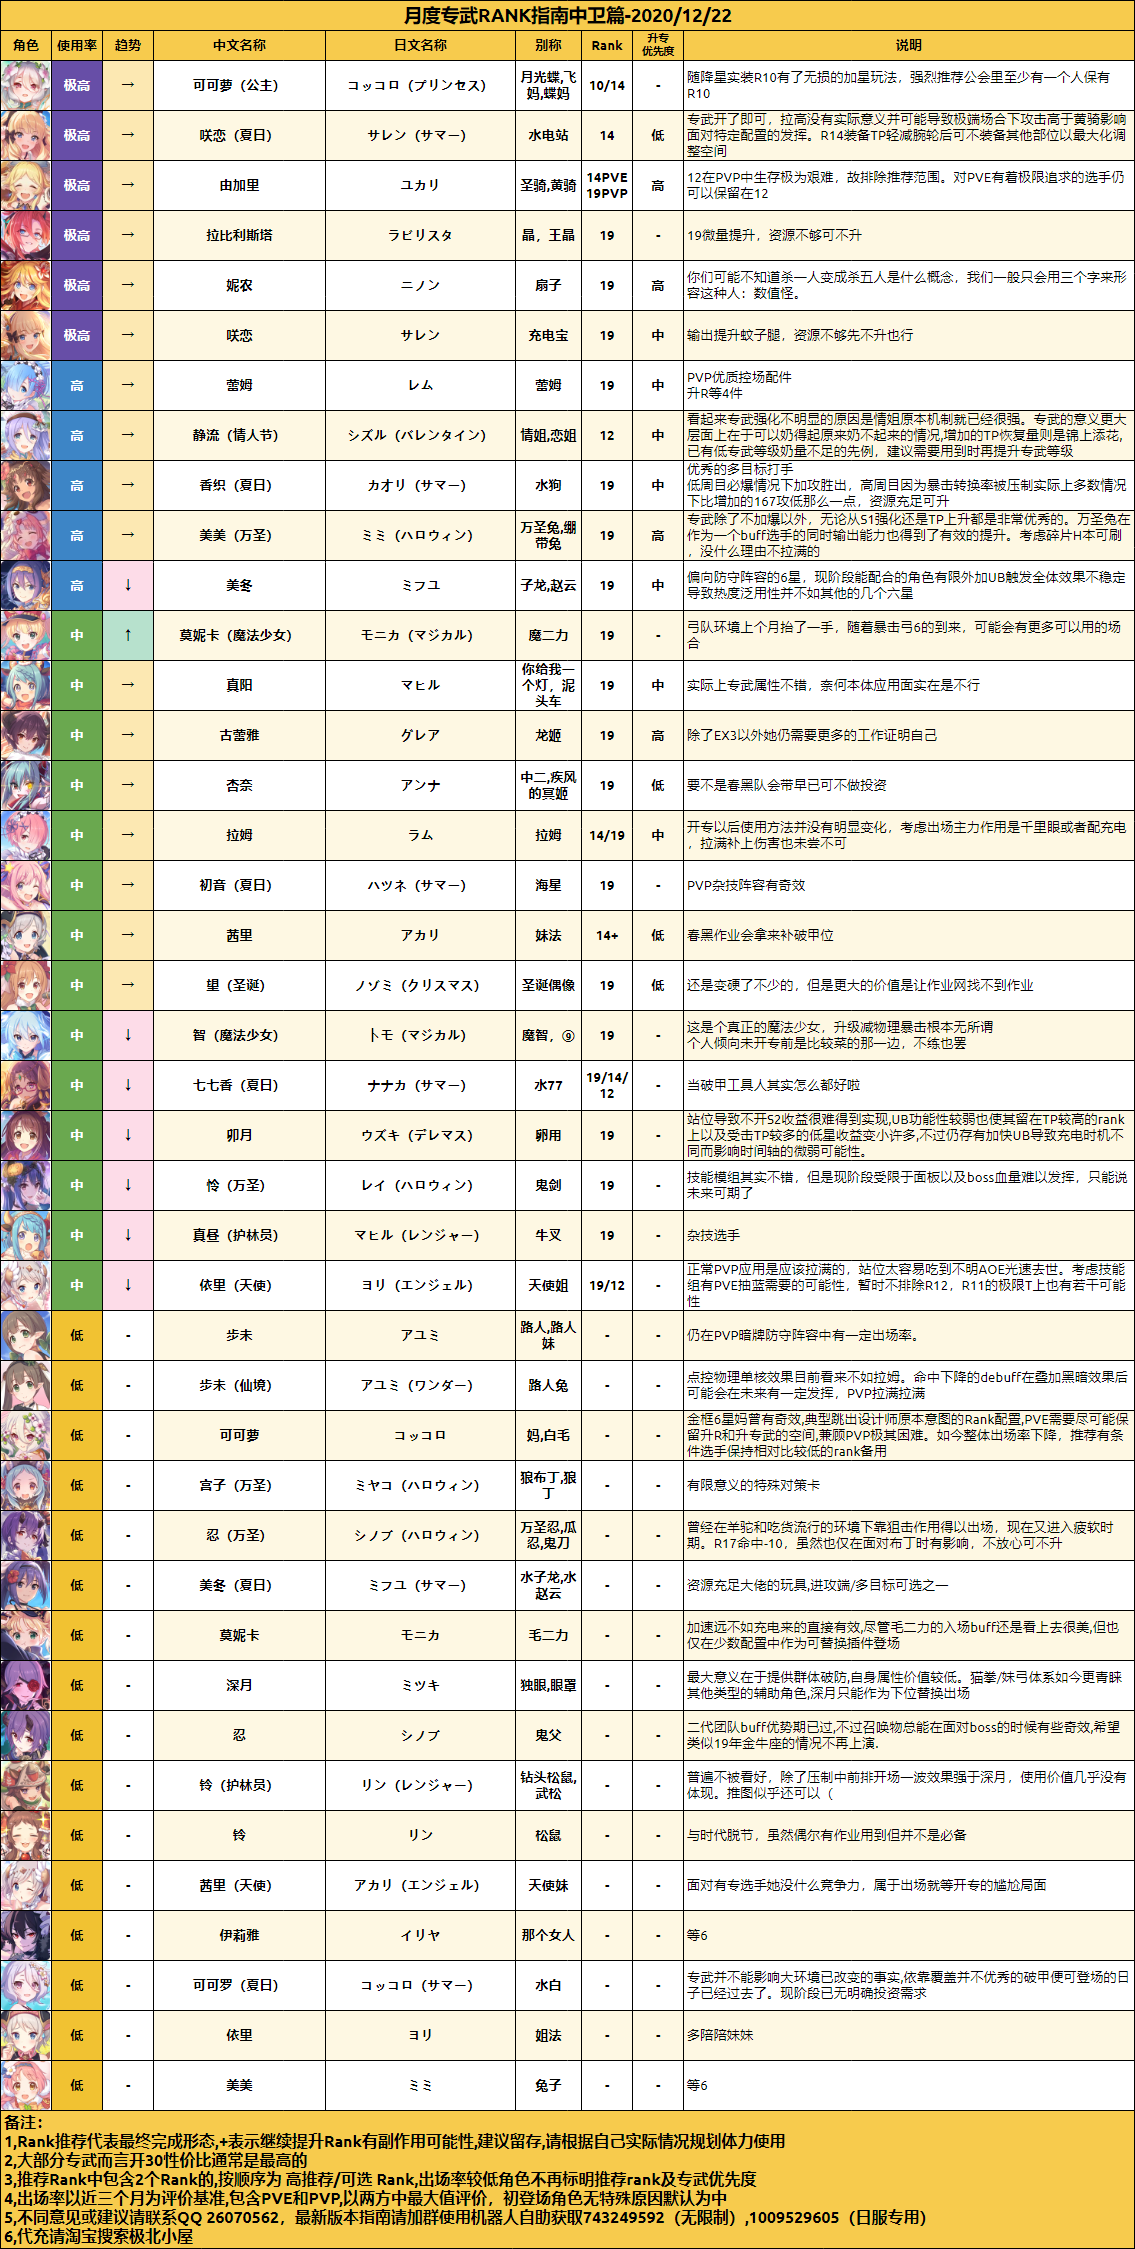 月度专武RANK指南中卫篇-2020/12/22
角色 使用率 趋势 中文名称 日文名称 别称 Rank 升专优先度 说明
极高 → 可可萝（公主） コッコロ（プリンセス） 月光蝶,飞妈,蝶妈 10/14 - 随降星实装R10有了无损的加星玩法，强烈推荐公会里至少有一个人保有R10
极高 → 咲恋（夏日） サレン（サマー） 水电站 14 低 专武开了即可，拉高没有实际意义并可能导致极端场合下攻击高于黄骑影响面对特定配置的发挥。R14装备TP轻减腕轮后可不装备其他部位以最大化调整空间
极高 → 由加里 ユカリ 圣骑,黄骑 14PVE 19PVP 高 12在PVP中生存极为艰难，故排除推荐范围。对PVE有着极限追求的选手仍可以保留在12
极高 → 拉比利斯塔 ラビリスタ 晶，王晶 19 - 19微量提升，资源不够可不升
极高 → 妮农 ニノン 扇子 19 高 你们可能不知道杀一人变成杀五人是什么概念，我们一般只会用三个字来形容这种人：数值怪。
极高 → 咲恋 サレン 充电宝 19 中 输出提升蚊子腿，资源不够先不升也行
高 → 蕾姆 レム 蕾姆 19 中 PVP优质控场配件
升R等4件
高 → 静流（情人节） シズル（バレンタイン） 情姐,恋姐 12 中 看起来专武强化不明显的原因是情姐原本机制就已经很强。专武的意义更大层面上在于可以奶得起原来奶不起来的情况,增加的TP恢复量则是锦上添花,已有低专武等级奶量不足的先例，建议需要用到时再提升专武等级
高 → 香织（夏日） カオリ（サマー） 水狗 19 中 优秀的多目标打手
低周目必爆情况下加攻胜出，高周目因为暴击转换率被压制实际上多数情况下比增加的167攻低那么一点，资源充足可升
高 → 美美（万圣） ミミ（ハロウィン） 万圣兔,绷带兔 19 高 专武除了不加爆以外，无论从S1强化还是TP上升都是非常优秀的。万圣兔在作为一个buff选手的同时输出能力也得到了有效的提升。考虑碎片H本可刷，没什么理由不拉满的
高 ↓ 美冬 ミフユ 子龙,赵云 19 中 偏向防守阵容的6星，现阶段能配合的角色有限外加UB触发全体效果不稳定导致热度泛用性并不如其他的几个六星
中 ↑ 莫妮卡（魔法少女） モニカ（マジカル） 魔二力 19 - 弓队环境上个月抬了一手，随着暴击弓6的到来，可能会有更多可以用的场合
中 → 真阳 マヒル 你给我一个灯，泥头车 19 中 实际上专武属性不错，奈何本体应用面实在是不行
中 → 古蕾雅 グレア 龙姬 19 高 除了EX3以外她仍需要更多的工作证明自己
中 → 杏奈 アンナ 中二,疾风的冥姬 19 低 要不是春黑队会带早已可不做投资
中 → 拉姆 ラム 拉姆 14/19 中 开专以后使用方法并没有明显变化，考虑出场主力作用是千里眼或者配充电，拉满补上伤害也未尝不可
中 → 初音（夏日） ハツネ（サマー） 海星 19 - PVP杂技阵容有奇效
中 → 茜里 アカリ 妹法 14+ 低 春黑作业会拿来补破甲位
中 → 望（圣诞） ノゾミ（クリスマス） 圣诞偶像 19 低 还是变硬了不少的，但是更大的价值是让作业网找不到作业
中 ↓ 智（魔法少女） トモ（マジカル） 魔智，⑨ 19 - 这是个真正的魔法少女，升级减物理暴击根本无所谓
个人倾向未开专前是比较菜的那一边，不练也罢
中 ↓ 七七香（夏日） ナナカ（サマー） 水77 19/14/12 - 当破甲工具人其实怎么都好啦
中 ↓ 卯月 ウズキ（デレマス） 卵用 19 - 站位导致不开S2收益很难得到实现,UB功能性较弱也使其留在TP较高的rank上以及受击TP较多的低星收益变小许多,不过仍存有加快UB导致充电时机不同而影响时间轴的微弱可能性。
中 ↓ 怜（万圣） レイ（ハロウィン） 鬼剑 19 - 技能模组其实不错，但是现阶段受限于面板以及boss血量难以发挥，只能说未来可期了
中 ↓ 真昼（护林员） マヒル（レンジャー） 牛叉 19 - 杂技选手
中 ↓ 依里（天使） ヨリ（エンジェル） 天使姐 19/12 - 正常PVP应用是应该拉满的，站位太容易吃到不明AOE光速去世。考虑技能组有PVE抽蓝需要的可能性，暂时不排除R12，R11的极限T上也有若干可能性
低 - 步未 アユミ 路人,路人妹 - - 仍在PVP暗牌防守阵容中有一定出场率。
低 - 步未（仙境） アユミ（ワンダー） 路人兔 - - 点控物理单核效果目前看来不如拉姆。命中下降的debuff在叠加黑暗效果后可能会在未来有一定发挥，PVP拉满拉满
低 - 可可萝 コッコロ 妈,白毛 - - 金框6星妈曾有奇效,典型跳出设计师原本意图的Rank配置,PVE需要尽可能保留升R和升专武的空间,兼顾PVP极其困难。如今整体出场率下降，推荐有条件选手保持相对比较低的rank备用
低 - 宫子（万圣） ミヤコ（ハロウィン） 狼布丁,狼丁 - - 有限意义的特殊对策卡
低 - 忍（万圣） シノブ（ハロウィン） 万圣忍,瓜忍,鬼刀 - - 曾经在羊驼和吃货流行的环境下靠狙击作用得以出场，现在又进入疲软时期。R17命中-10，虽然也仅在面对布丁时有影响，不放心可不升
低 - 美冬（夏日） ミフユ（サマー） 水子龙,水赵云 - - 资源充足大佬的玩具,进攻端/多目标可选之一
低 - 莫妮卡 モニカ 毛二力 - - 加速远不如充电来的直接有效,尽管毛二力的入场buff还是看上去很美,但也仅在少数配置中作为可替换插件登场
低 - 深月 ミツキ 独眼,眼罩 - - 最大意义在于提供群体破防,自身属性价值较低。猫拳/妹弓体系如今更青睐其他类型的辅助角色,深月只能作为下位替换出场
低 - 忍 シノブ 鬼父 - - 二代团队buff优势期已过,不过召唤物总能在面对boss的时候有些奇效,希望类似19年金牛座的情况不再上演.
低 - 铃（护林员） リン（レンジャー） 钻头松鼠,武松 - - 普遍不被看好，除了压制中前排开场一波效果强于深月，使用价值几乎没有体现。推图似乎还可以（
低 - 铃 リン 松鼠 - - 与时代脱节，虽然偶尔有作业用到但并不是必备
低 - 茜里（天使） アカリ（エンジェル） 天使妹 - - 面对有专选手她没什么竞争力，属于出场就等开专的尴尬局面
低 - 伊莉雅 イリヤ 那个女人 - - 等6
低 - 可可罗（夏日） コッコロ（サマー） 水白 - - 专武并不能影响大环境已改变的事实,依靠覆盖并不优秀的破甲便可登场的日子已经过去了。现阶段已无明确投资需求
低 - 依里 ヨリ 姐法 - - 多陪陪妹妹
低 - 美美 ミミ 兔子 - - 等6
备注：
1,Rank推荐代表最终完成形态,+表示继续提升Rank有副作用可能性,建议留存,请根据自己实际情况规划体力使用
2,大部分专武而言开30性价比通常是最高的
3,推荐Rank中包含2个Rank的,按顺序为 高推荐/可选 Rank,出场率较低角色不再标明推荐rank及专武优先度
4,出场率以近三个月为评价基准,包含PVE和PVP,以两方中最大值评价，初登场角色无特殊原因默认为中
5,不同意见或建议请联系QQ 26070562，最新版本指南请加群使用机器人自助获取743249592（无限制）,1009529605（日服专用）
6,代充请淘宝搜索极北小屋